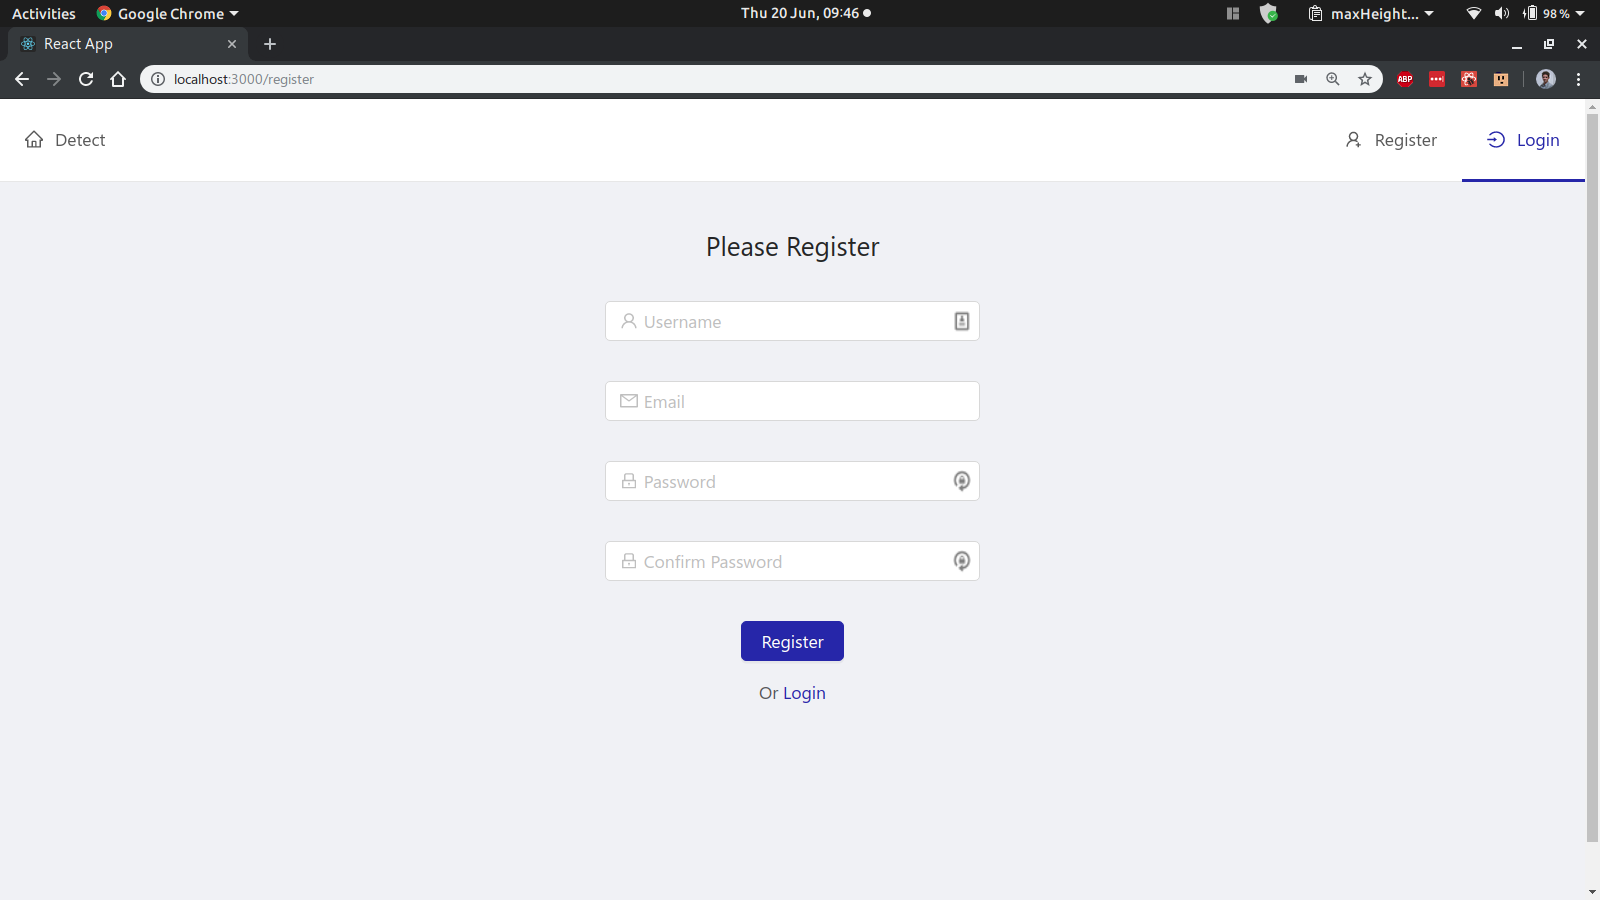 Activities Google Chrome Thu 20 Jun, 09:46 maxHeight... 98%
React App
localhost:3000/register ABP
Detect Register Login
Please Register
Username
Email
Password
Confirm Password
Register
Or Login